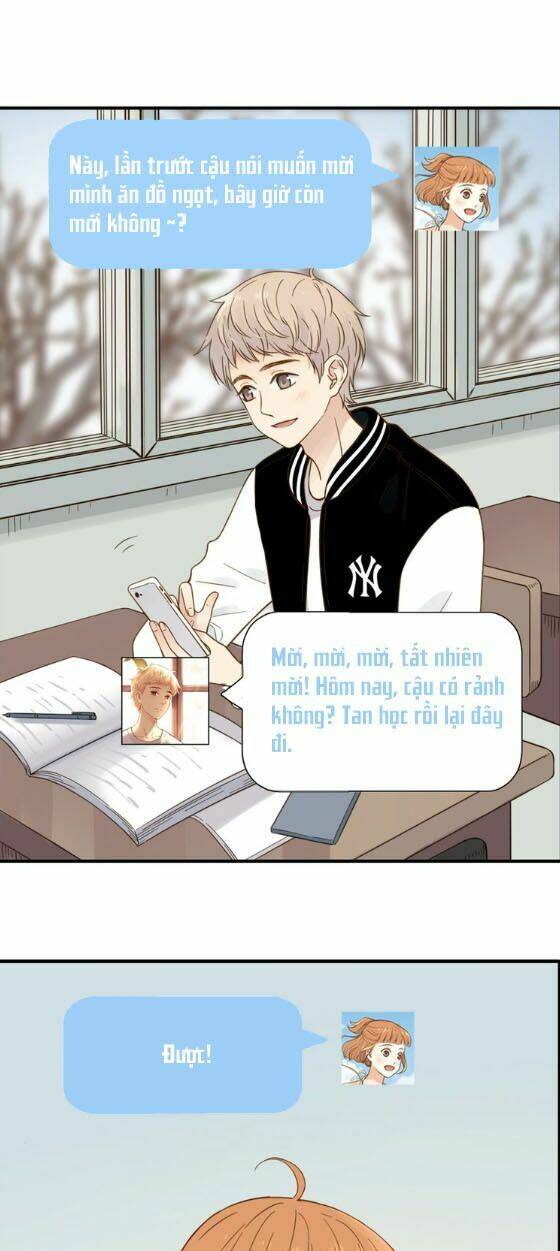 Này, lần trước cậu nói muốn mời
mình ăn đồ ngọt, bây giờ còn
mới không ~?
NY
Mời, mời, mời, tất nhiên
mời! Hôm nay, cậu có rảnh
không? Tan học rồi lại đây
đi.
Được!